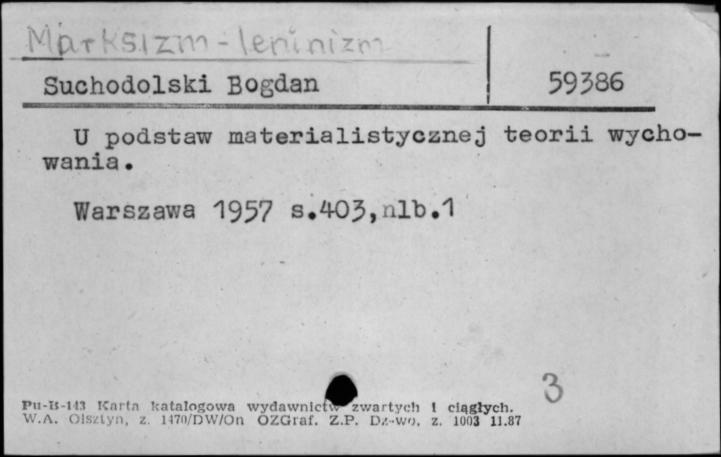 Marksizm-leninizm
Suchodolski Bogdan 59386
U podstaw materialistycznej teorii wycho-
wania.
Warszawa 1957 s.403,nlb.1
3
Pu-B-143 Karta katalogowa wydawnictw zwartych i ciągłych.
W.A. Olsztyn, z. 1470/DW/On OZGraf. Z.P. Dz-wo, z. 1003 11.87